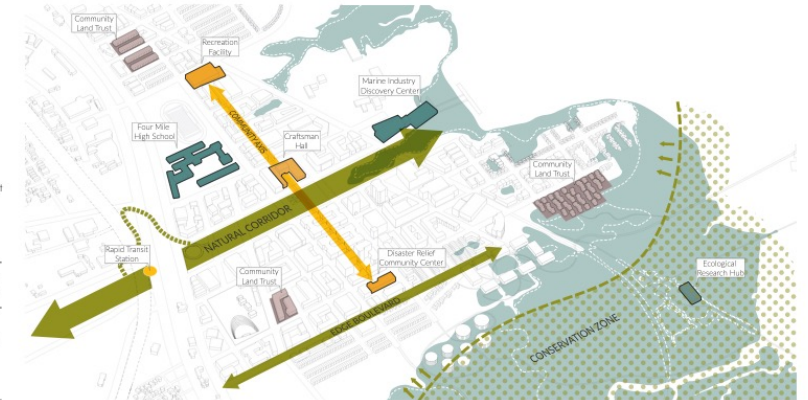 Community
Land Trust
Recreation
Facility
Marine Industry
Discovery Center
COMMUNITY AXIS
Four Mile
High School
Craftsman
Hall
Community
Land Trust
NATURAL CORRIDOR
Rapid Transit
Station
Disaster Relief
Community Center
Community
Land Trust
Ecological
Research Hub
EDGE BOULEVARD
CONSERVATION ZONE